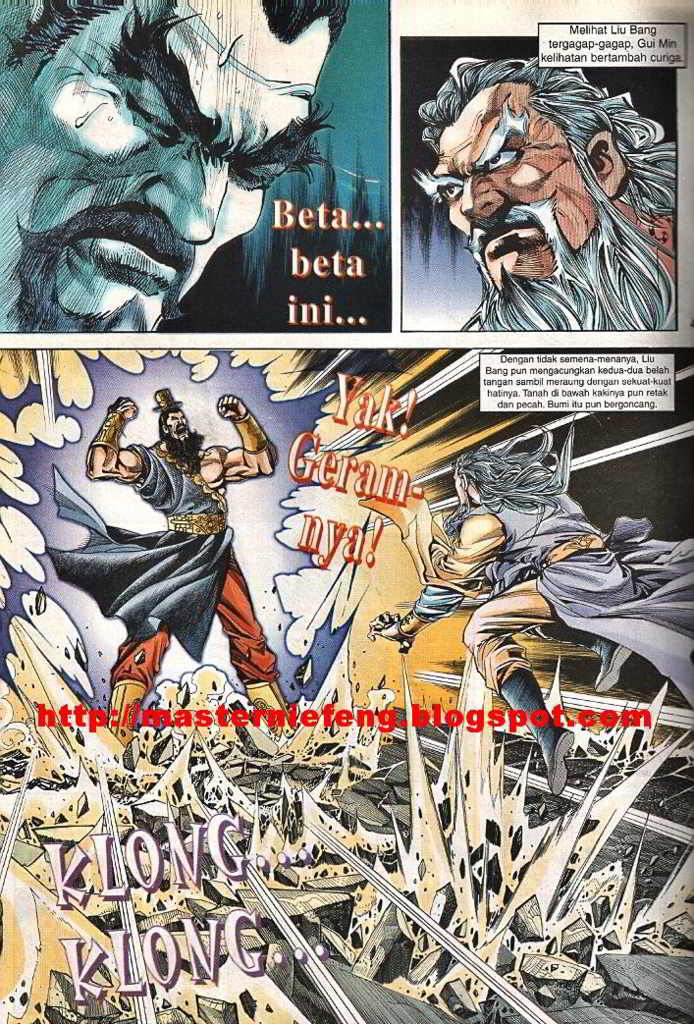 Melihat Liu Bang
tergagap-gagap, Gui Min
kelihatan bertambah curiga.
Beta...
beta
ini...
Dengan tidak semena-menanya, Liu
Bang pun mengacungkan kedua-dua belah
tangan sambil meraung dengan sekuat-kuat
hatinya. Tanah di bawah kakinya pun retak
dan pecah. Bumi itu pun bergoncang.
Yak!
Geram-
nya!
http://masterniefeng.blogspot.com
KLONG...
KLONG...